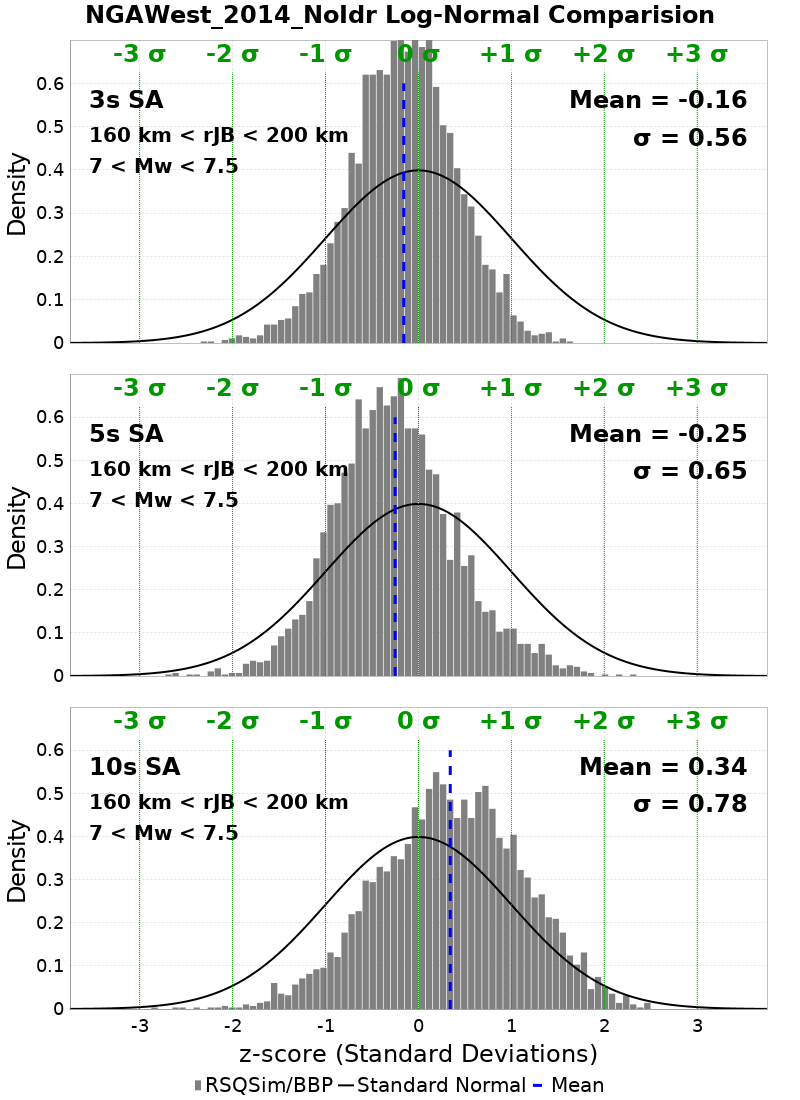 NGAWest_2014_NoIdr Log-Normal Comparision
-3 σ -2 σ -1 σ 0 σ +1 σ +2 σ +3 σ
3s SA
Mean = -0.16
160 km < rJB < 200 km
σ = 0.56
7 < Mw < 7.5
Density
0.6
0.5
0.4
0.3
0.2
0.1
0
-3 σ -2 σ -1 σ 0 σ +1 σ +2 σ +3 σ
5s SA
Mean = -0.25
160 km < rJB < 200 km
σ = 0.65
7 < Mw < 7.5
Density
0.6
0.5
0.4
0.3
0.2
0.1
0
-3 σ -2 σ -1 σ 0 σ +1 σ +2 σ +3 σ
10s SA
Mean = 0.34
160 km < rJB < 200 km
σ = 0.78
7 < Mw < 7.5
Density
0.6
0.5
0.4
0.3
0.2
0.1
0
-3 -2 -1 0 1 2 3
z-score (Standard Deviations)
RSQSim/BBP Standard Normal Mean